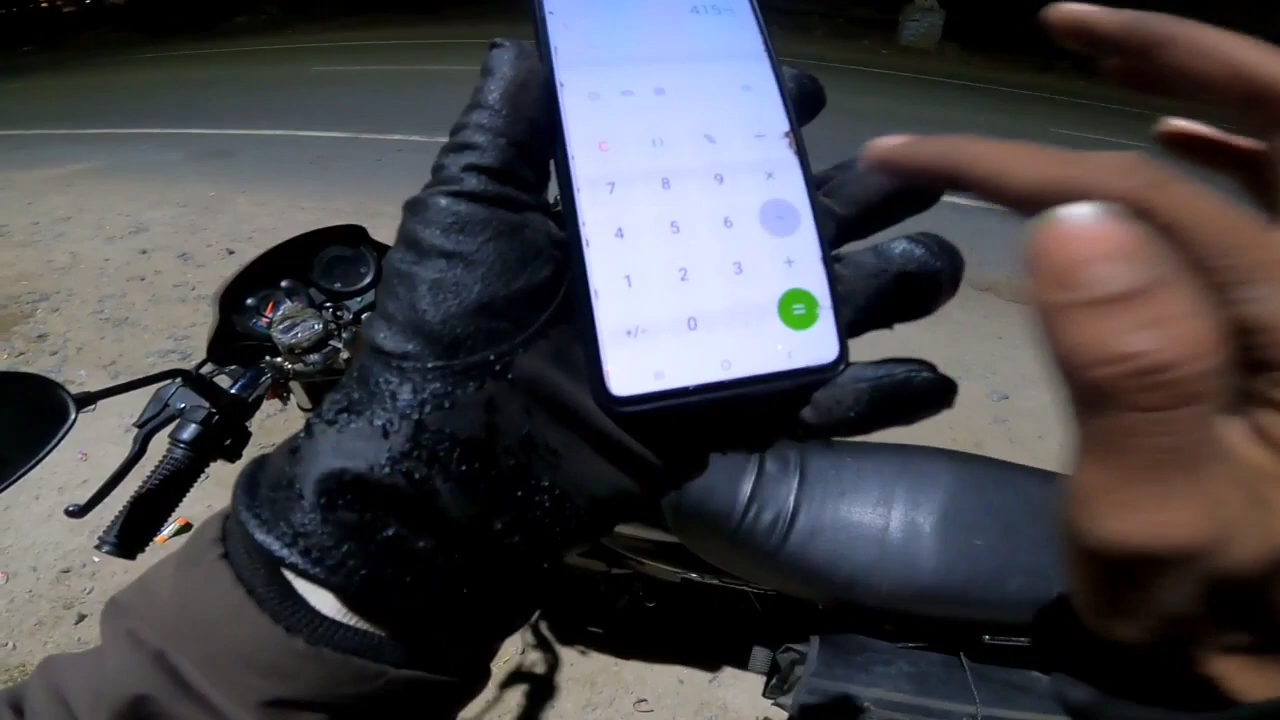 415−
C () % ÷
7 8 9 ×
4 5 6 −
1 2 3 +
+/- 0 . =